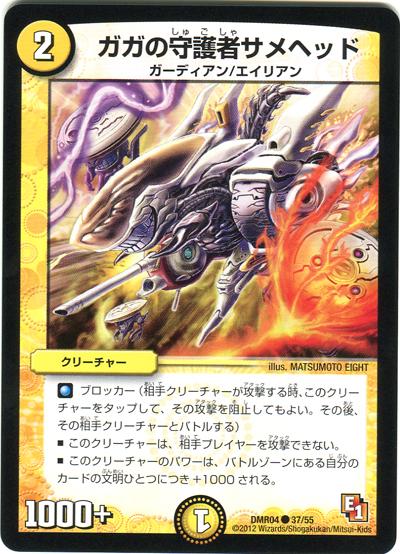 2
しゅごしゃ
ガガの守護者サメヘッド
ガーディアン/エイリアン
illus. MATSUMOTO EIGHT
クリーチャー
ブロッカー(相手クリーチャーが攻撃する時、このクリー
チャーをタップして、その攻撃を阻止してもよい。その後、
その相手クリーチャーとバトルする)
■ このクリーチャーは、相手プレイヤーを攻撃できない。
■ このクリーチャーのパワーは、バトルゾーンにある自分の
カードの文明ひとつにつき+1000される。
1000+
1
DMR04 ● 37/55
©2012 Wizards/Shogakukan/Mitsui-Kids
E1